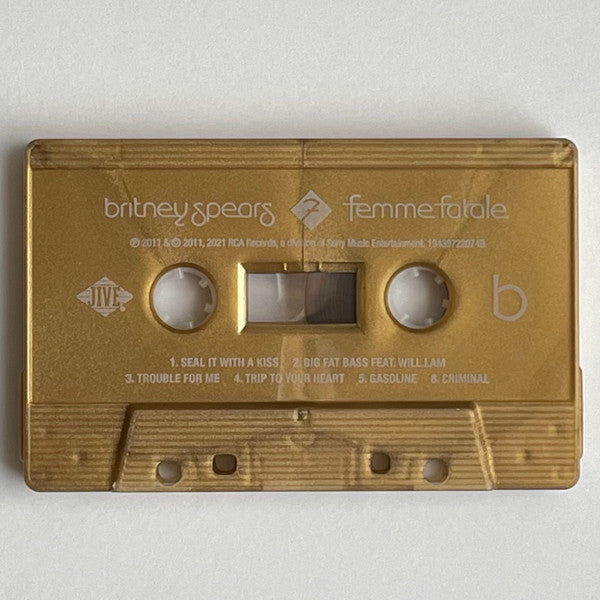 britney spears 7 femme fatale
℗ 2011 & © 2011, 2021 RCA Records, a division of Sony Music Entertainment. 19439722074B
JIVE
b
1. SEAL IT WITH A KISS 2. BIG FAT BASS FEAT. WILL.I.AM
3. TROUBLE FOR ME 4. TRIP TO YOUR HEART 5. GASOLINE 6. CRIMINAL